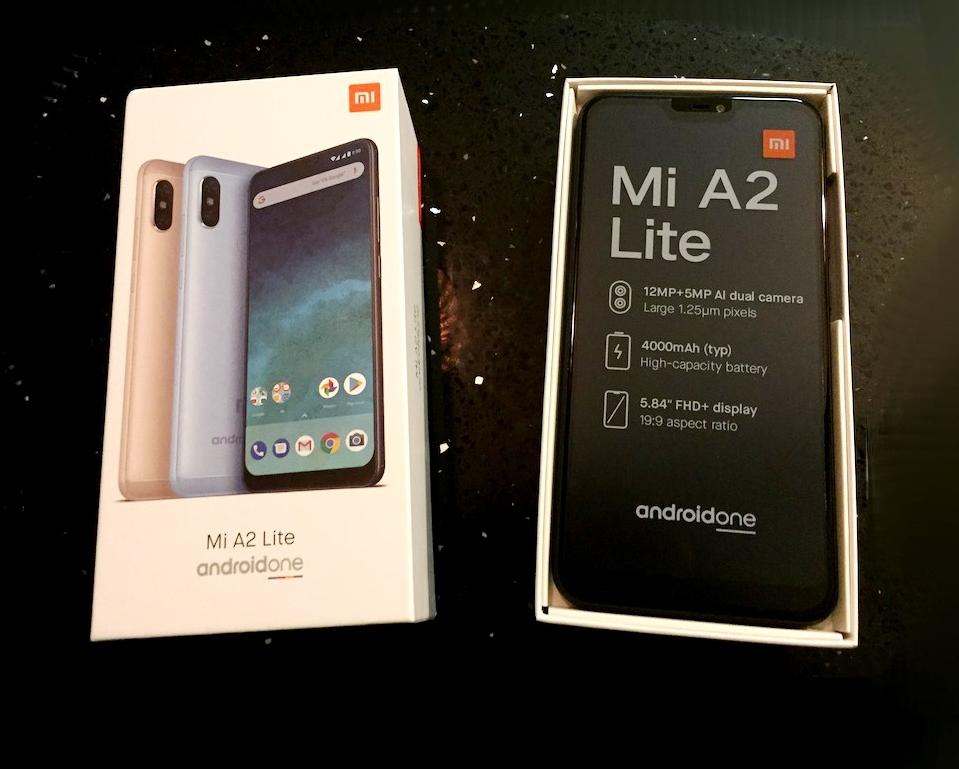 mi
Mi A2 Lite
androidone
mi
Mi A2
Lite
12MP+5MP AI dual camera
Large 1.25µm pixels
4000mAh (typ)
High-capacity battery
5.84" FHD+ display
19:9 aspect ratio
androidone